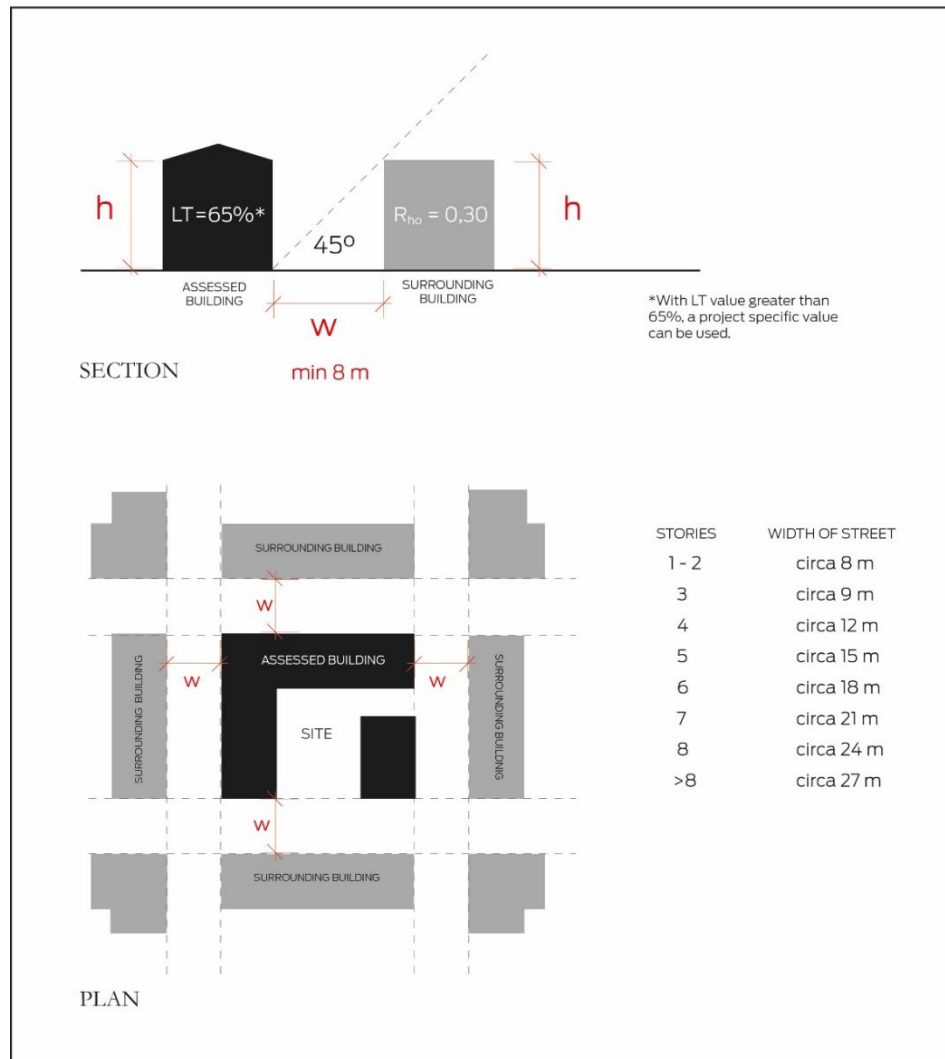 h
LT=65%*
45º
Rho = 0,30
h
ASSESSED
BUILDING
SURROUNDING
BUILDING
w
min 8 m
*With LT value greater than
65%, a project specific value
can be used.
SECTION
SURROUNDING BUILDING
w
SURROUNDING BUILDING
w
ASSESSED BUILDING
w
SURROUNDING BUILDING
SITE
w
SURROUNDING BUILDING
STORIES WIDTH OF STREET
1 - 2 circa 8 m
3 circa 9 m
4 circa 12 m
5 circa 15 m
6 circa 18 m
7 circa 21 m
8 circa 24 m
>8 circa 27 m
PLAN